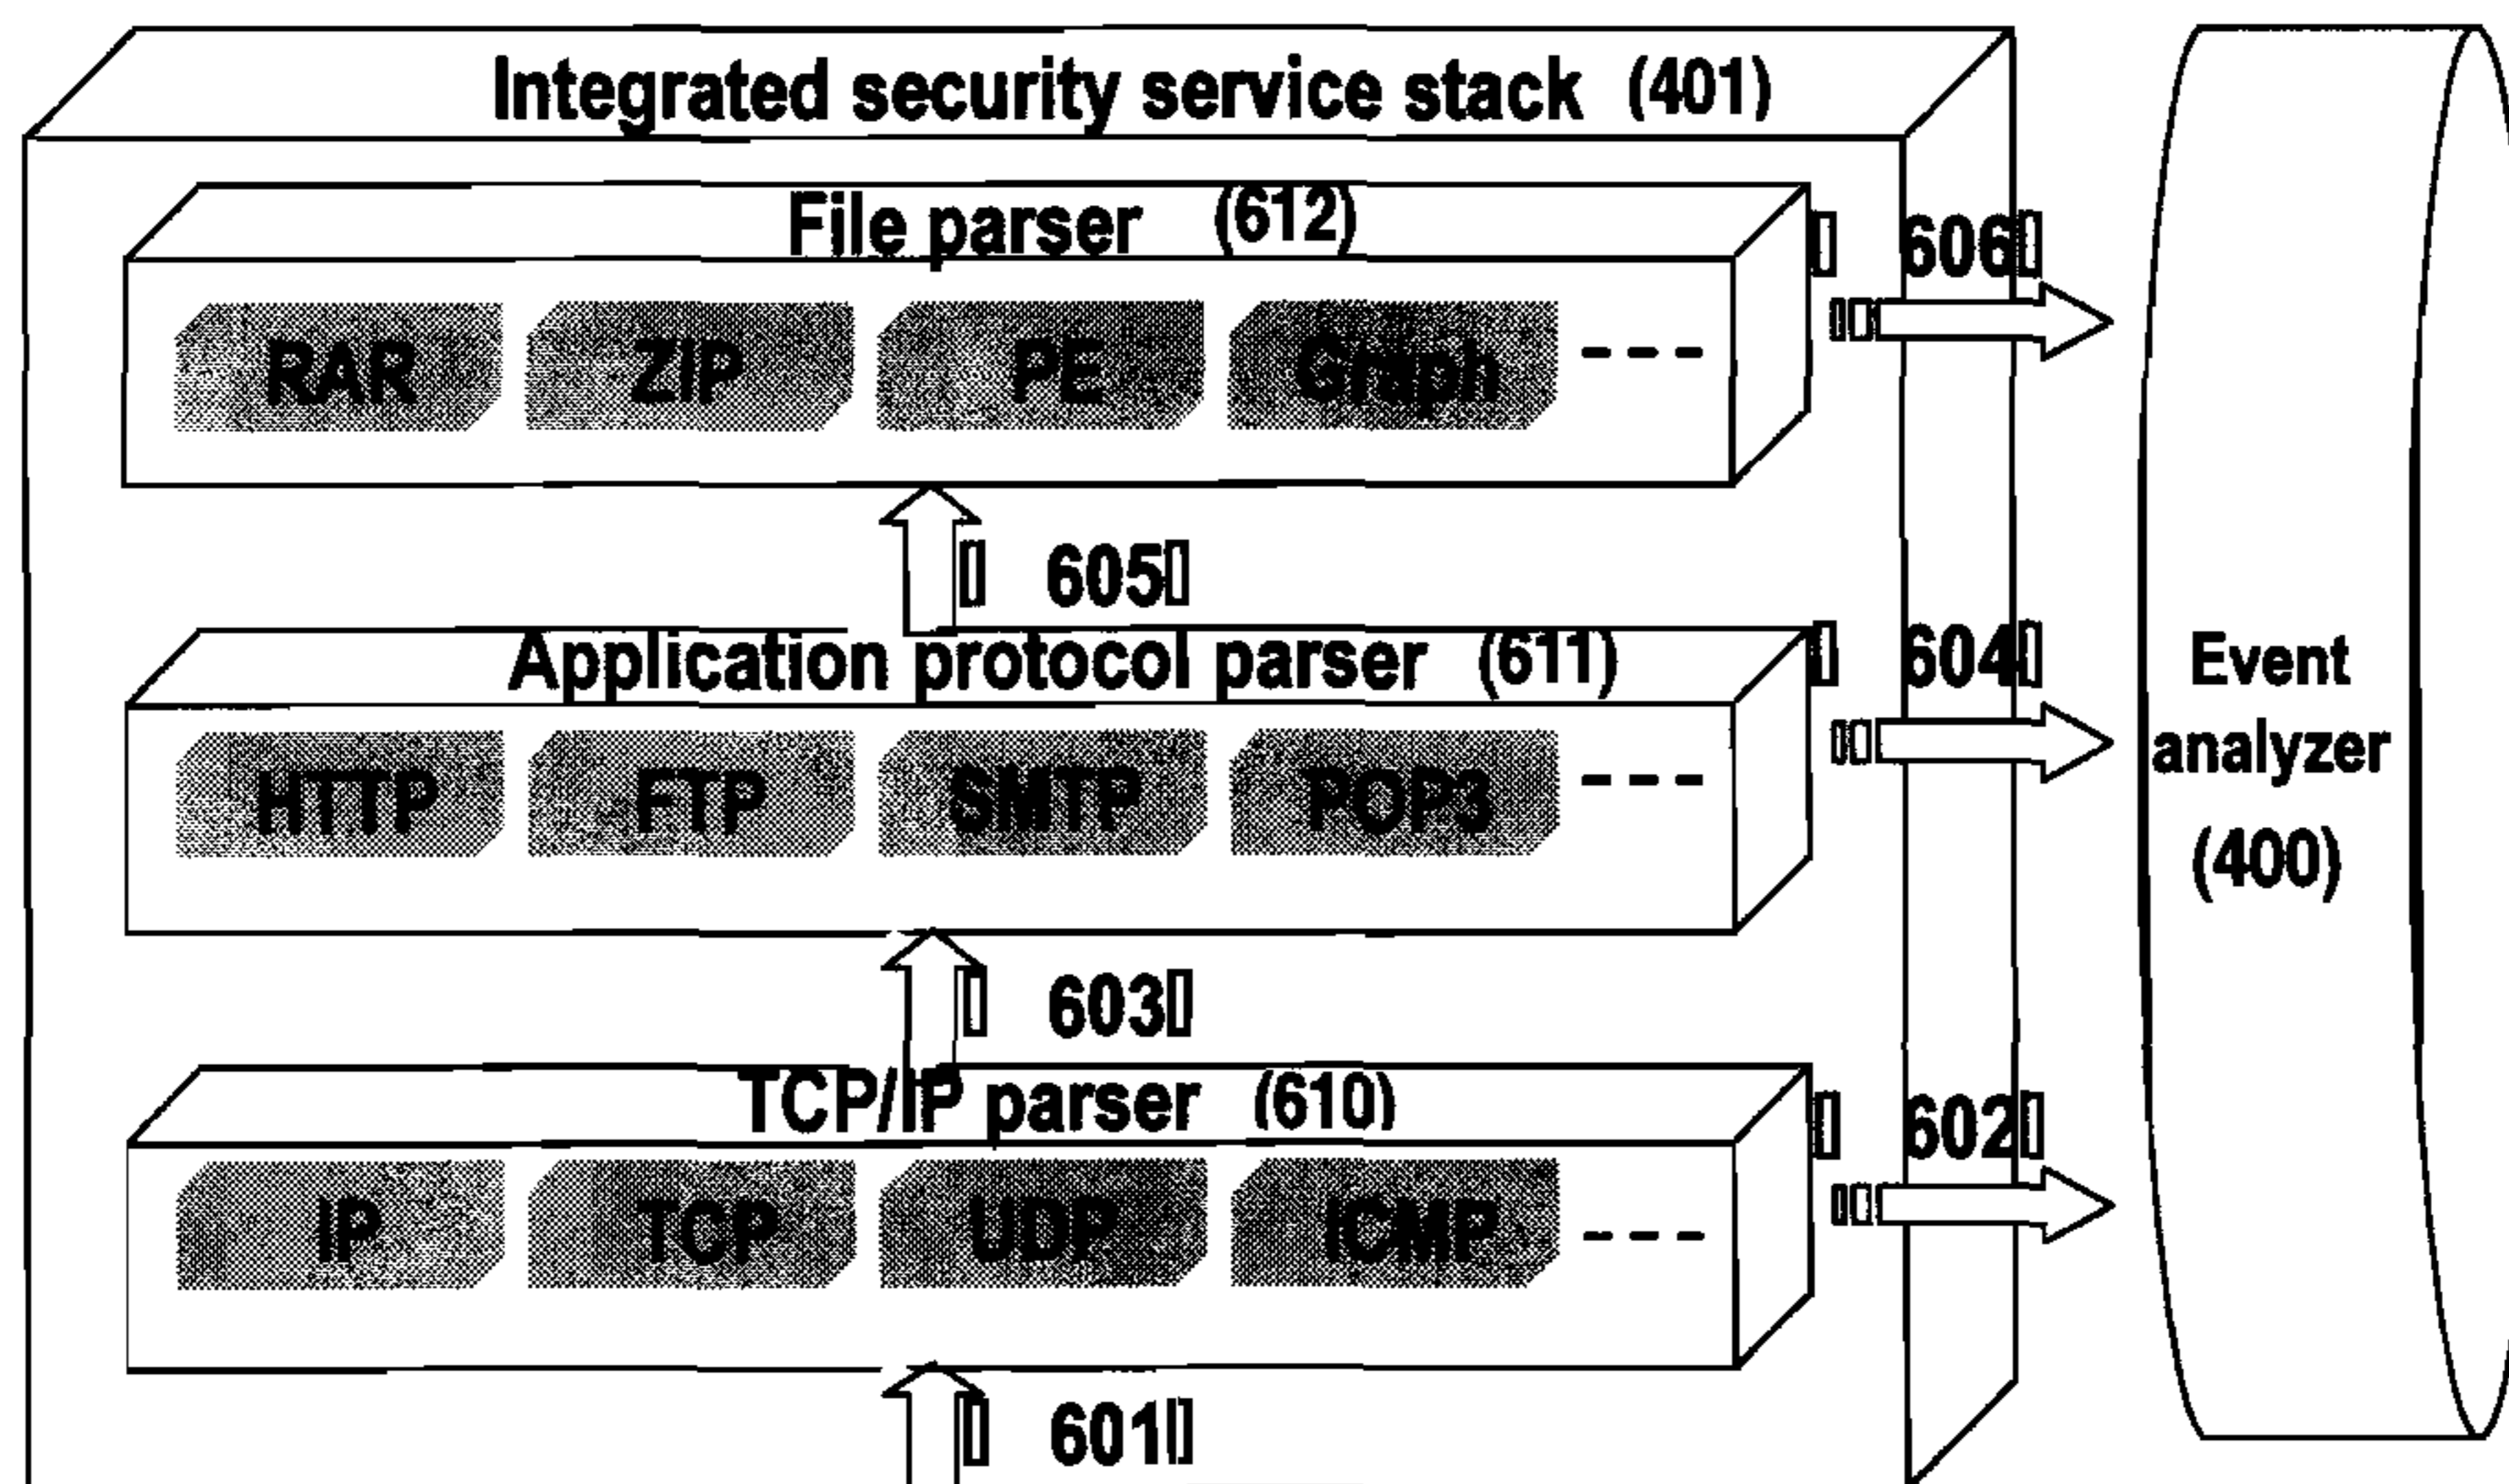 Integrated security service stack (401)
File parser (612)
606
RAR ZIP PE Graph
605
Application protocol parser (611)
604
HTTP FTP SMTP POP3
Event
analyzer
(400)
603
TCP/IP parser (610)
602
IP TCP UDP ICMP
601